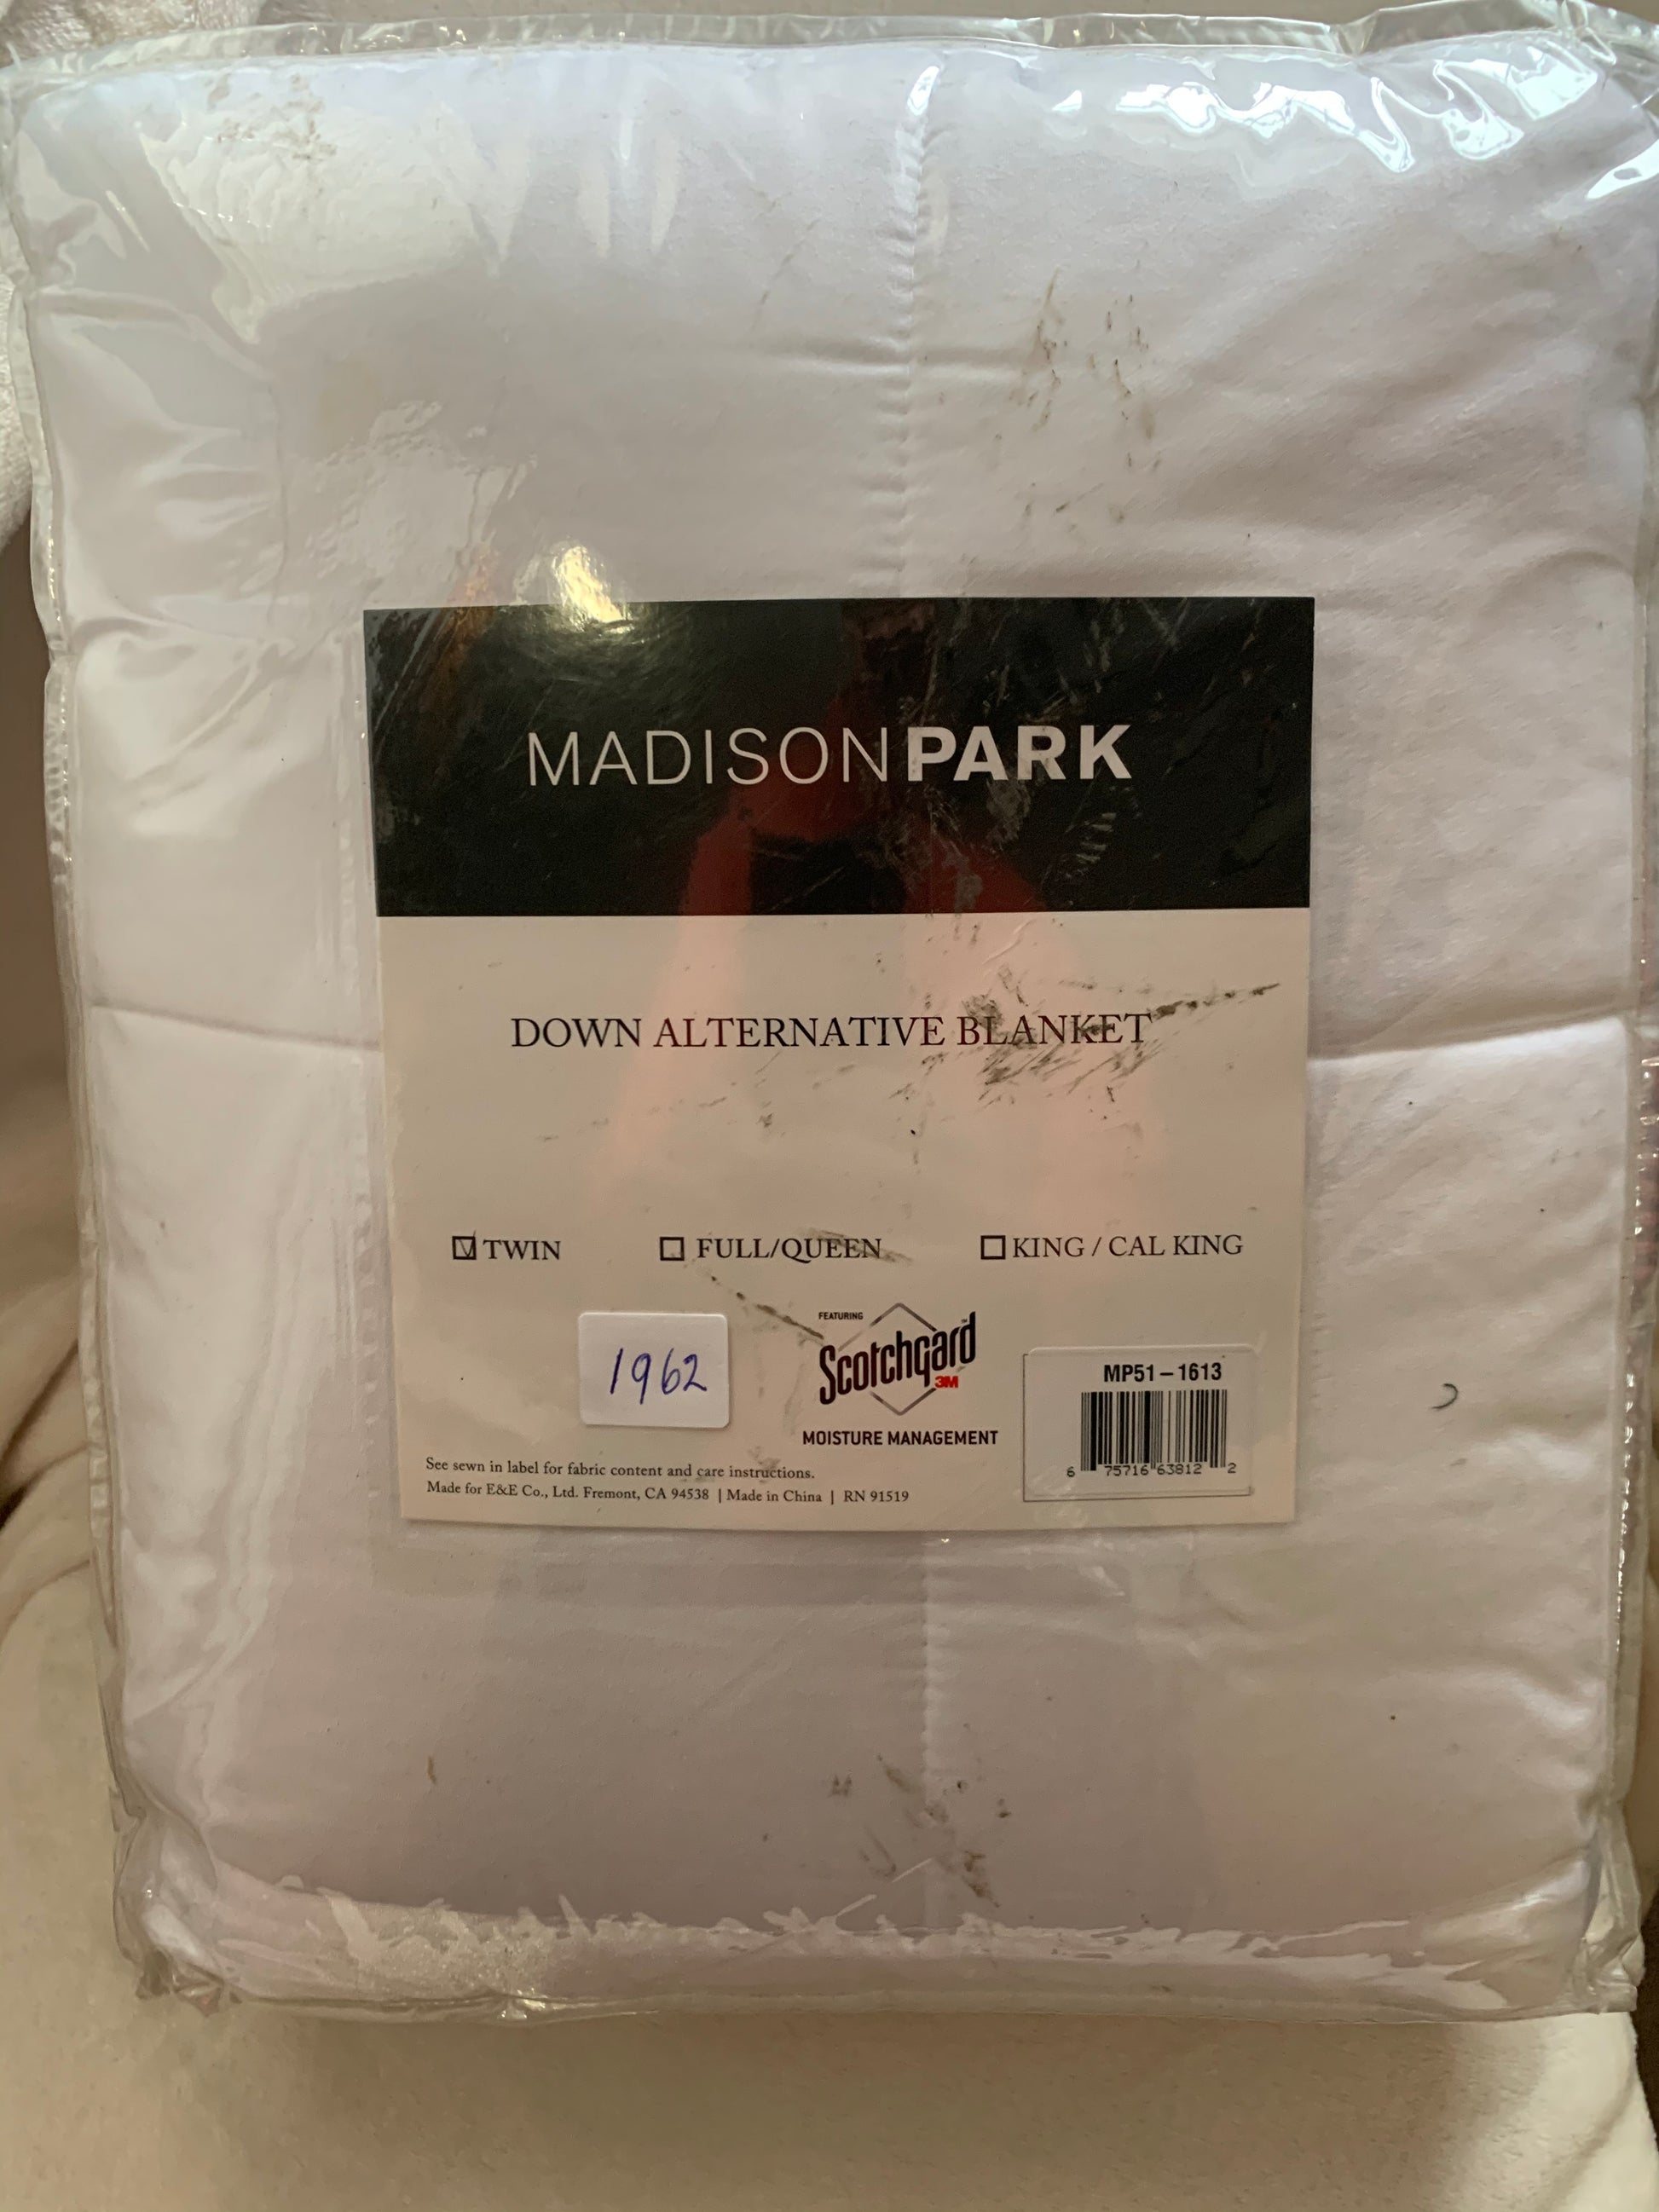 MADISONPARK
DOWN ALTERNATIVE BLANKET
TWIN FULL/QUEEN KING / CAL KING
1962
FEATURING
Scotchgard
3M
MOISTURE MANAGEMENT
MP51-1613
6 75716 63812 2
See sewn in label for fabric content and care instructions.
Made for E&E Co., Ltd. Fremont, CA 94538 | Made in China | RN 91519